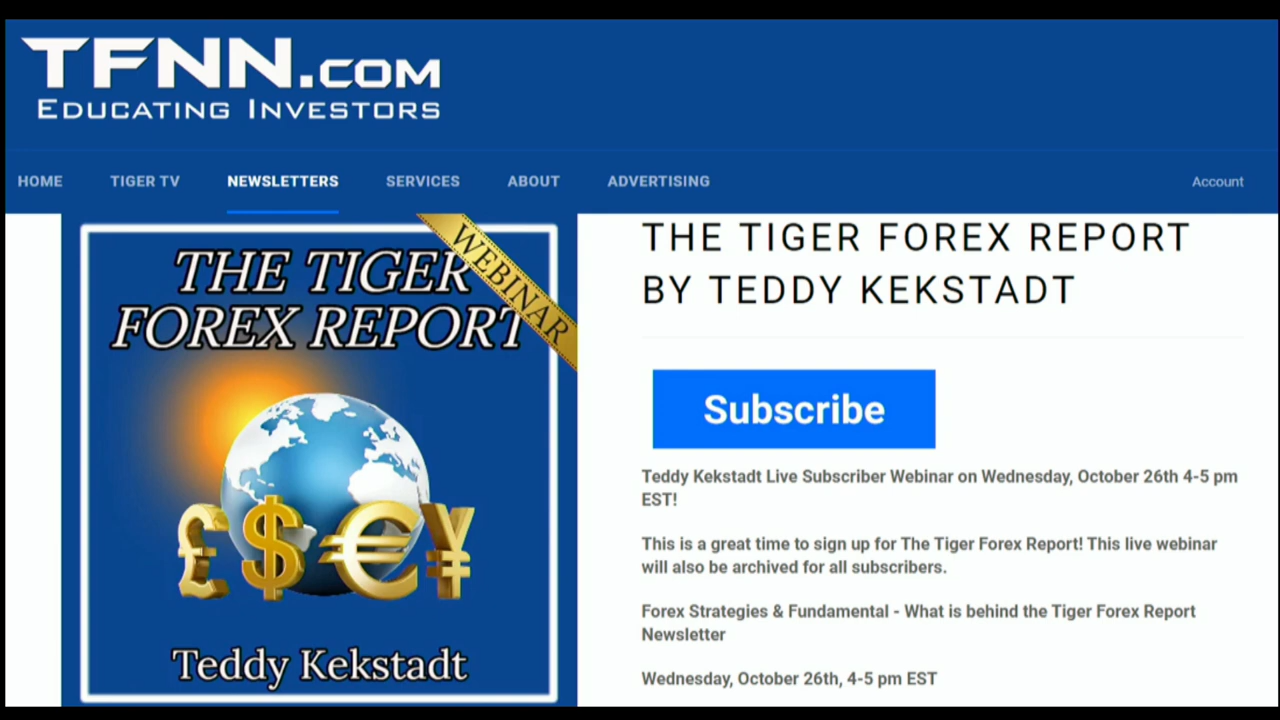 TFNN.COM
EDUCATING INVESTORS
HOME TIGER TV NEWSLETTERS SERVICES ABOUT ADVERTISING Account
THE TIGER
FOREX REPORT
WEBINAR
£$€¥
Teddy Kekstadt
THE TIGER FOREX REPORT
BY TEDDY KEKSTADT
Subscribe
Teddy Kekstadt Live Subscriber Webinar on Wednesday, October 26th 4-5 pm
EST!
This is a great time to sign up for The Tiger Forex Report! This live webinar
will also be archived for all subscribers.
Forex Strategies & Fundamental - What is behind the Tiger Forex Report
Newsletter
Wednesday, October 26th, 4-5 pm EST